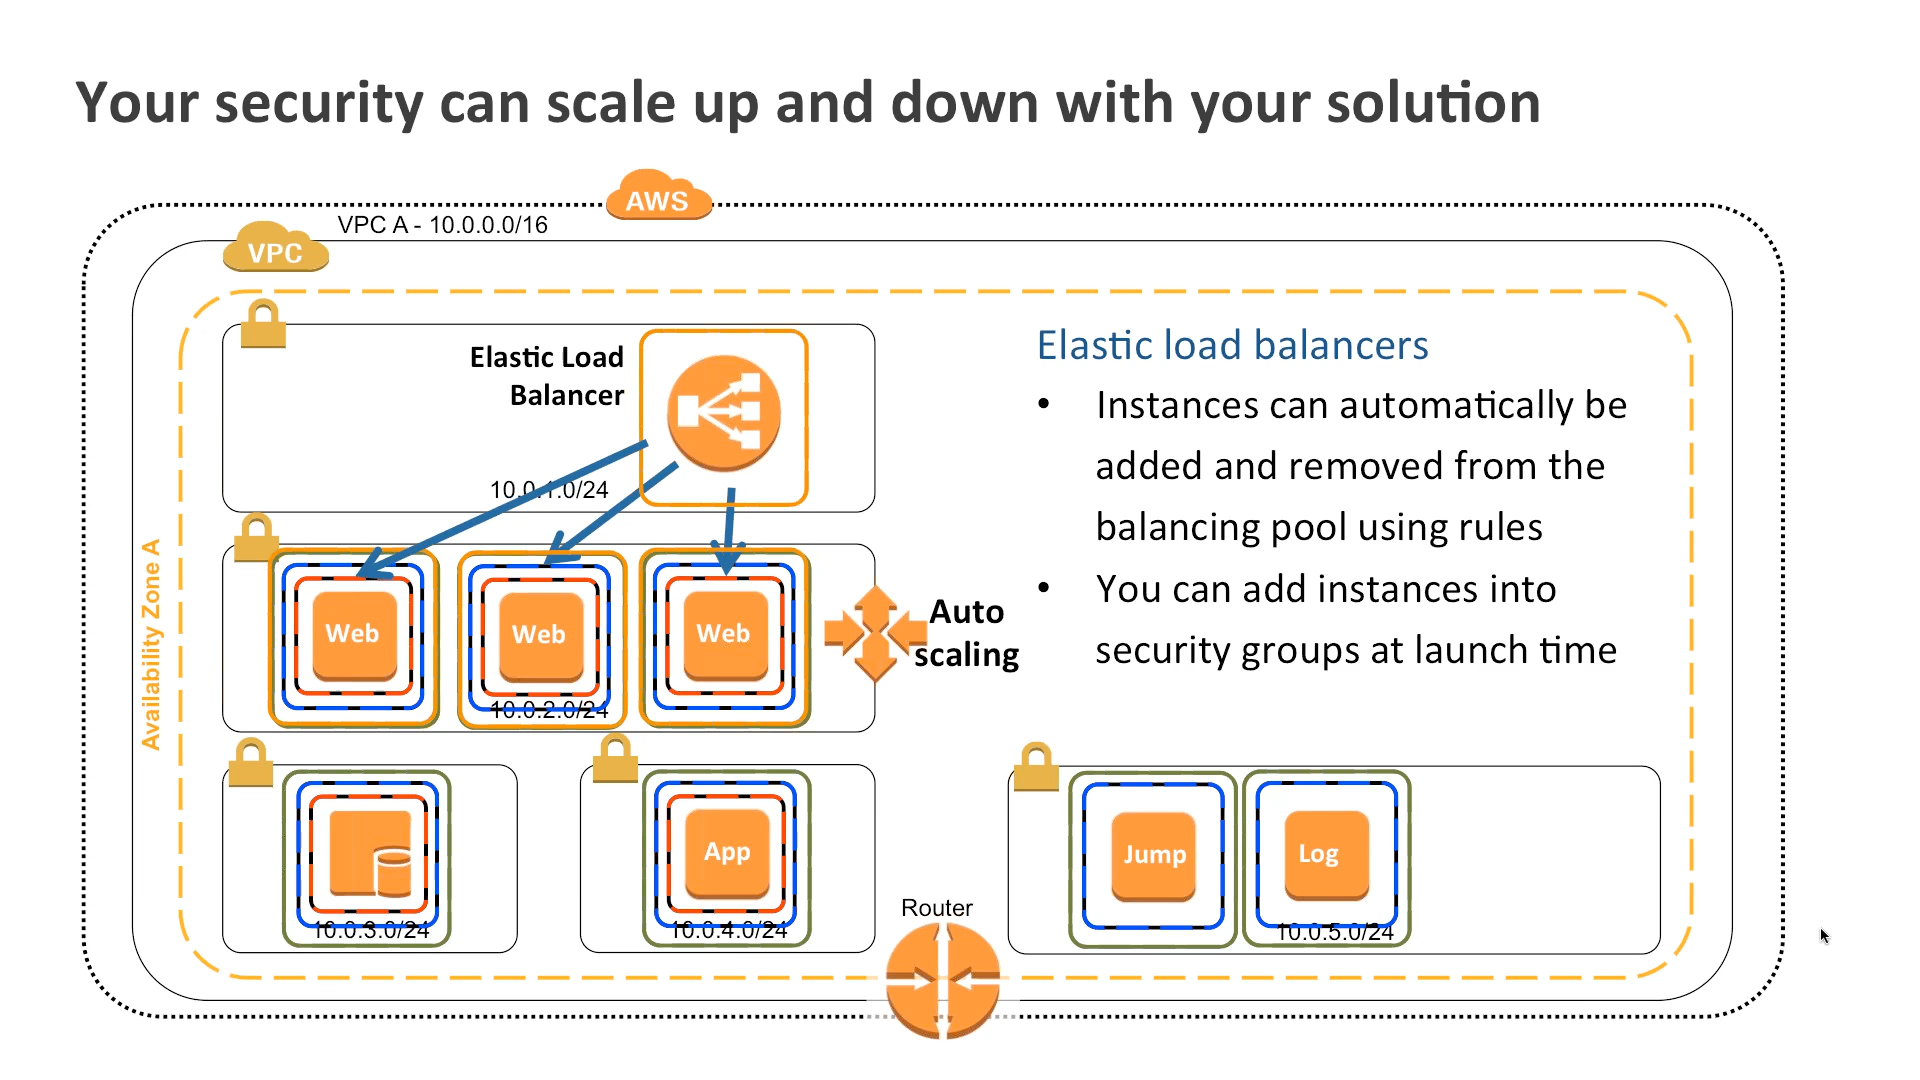 Your security can scale up and down with your solution
AWS
VPC A - 10.0.0.0/16
VPC
Elastic Load
Balancer
10.0.1.0/24
Elastic load balancers
• Instances can automatically be
added and removed from the
balancing pool using rules
• You can add instances into
security groups at launch time
Availability Zone A
Web
Web
Web
Auto
scaling
10.0.2.0/24
App
Jump
Log
10.0.3.0/24
10.0.4.0/24
10.0.5.0/24
Router